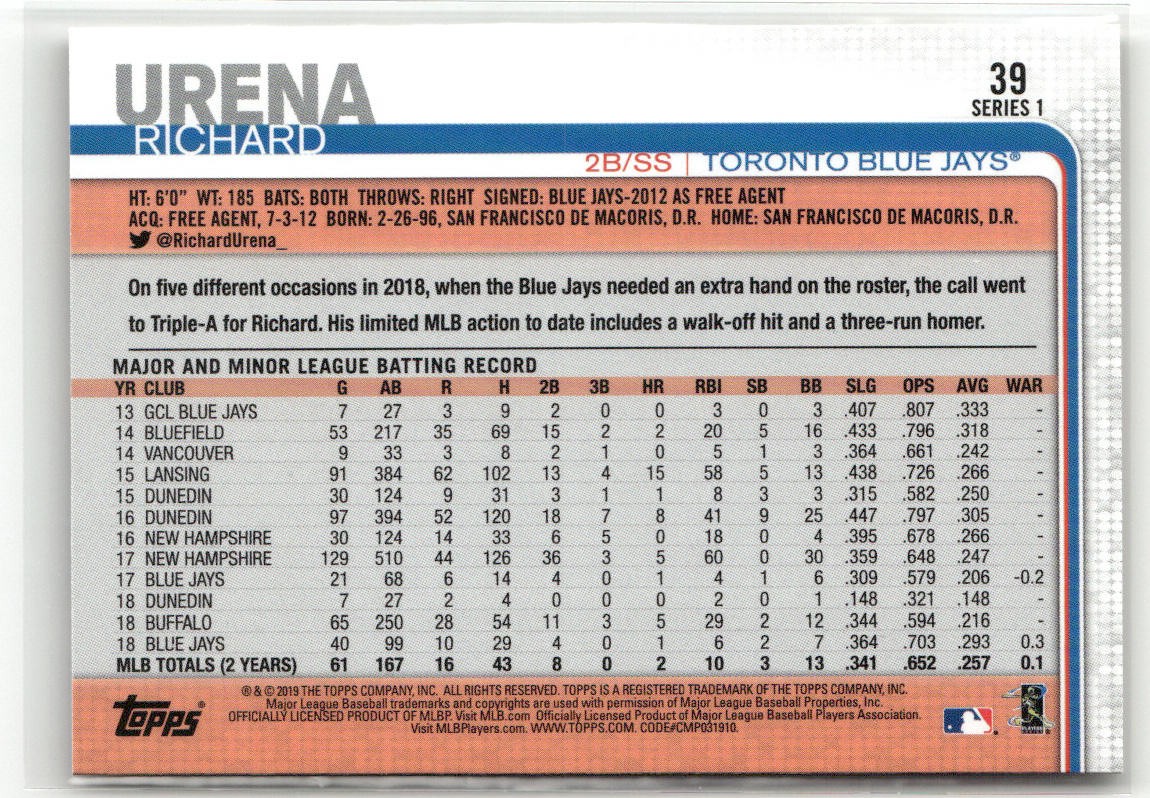 URENA
RICHARD
39
SERIES 1
2B/SS | TORONTO BLUE JAYS®
HT: 6'0" WT: 185 BATS: BOTH THROWS: RIGHT SIGNED: BLUE JAYS-2012 AS FREE AGENT
ACQ: FREE AGENT, 7-3-12 BORN: 2-26-96, SAN FRANCISCO DE MACORIS, D.R. HOME: SAN FRANCISCO DE MACORIS, D.R.
@RichardUrena_
On five different occasions in 2018, when the Blue Jays needed an extra hand on the roster, the call went
to Triple-A for Richard. His limited MLB action to date includes a walk-off hit and a three-run homer.
MAJOR AND MINOR LEAGUE BATTING RECORD
YR CLUB G AB R H 2B 3B HR RBI SB BB SLG OPS AVG WAR
13 GCL BLUE JAYS 7 27 3 9 2 0 0 3 0 3 .407 .807 .333 -
14 BLUEFIELD 53 217 35 69 15 2 2 20 5 16 .433 .796 .318 -
14 VANCOUVER 9 33 3 8 2 1 0 5 1 3 .364 .661 .242 -
15 LANSING 91 384 62 102 13 4 15 58 5 13 .438 .726 .266 -
15 DUNEDIN 30 124 9 31 3 1 1 8 3 3 .315 .582 .250 -
16 DUNEDIN 97 394 52 120 18 7 8 41 9 25 .447 .797 .305 -
16 NEW HAMPSHIRE 30 124 14 33 6 5 0 18 0 4 .395 .678 .266 -
17 NEW HAMPSHIRE 129 510 44 126 36 3 5 60 0 30 .359 .648 .247 -
17 BLUE JAYS 21 68 6 14 4 0 1 4 1 6 .309 .579 .206 -0.2
18 DUNEDIN 7 27 2 4 0 0 0 2 0 1 .148 .321 .148 -
18 BUFFALO 65 250 28 54 11 3 5 29 2 12 .344 .594 .216 -
18 BLUE JAYS 40 99 10 29 4 0 1 6 2 7 .364 .703 .293 0.3
MLB TOTALS (2 YEARS) 61 167 16 43 8 0 2 10 3 13 .341 .652 .257 0.1
® & © 2019 THE TOPPS COMPANY, INC. ALL RIGHTS RESERVED. TOPPS IS A REGISTERED TRADEMARK OF THE TOPPS COMPANY, INC.
Major League Baseball trademarks and copyrights are used with permission of Major League Baseball Properties, Inc.
OFFICIALLY LICENSED PRODUCT OF MLBP. Visit MLB.com Officially Licensed Product of Major League Baseball Players Association.
Visit MLBPlayers.com. WWW.TOPPS.COM. CODE#CMP031910.
Topps®